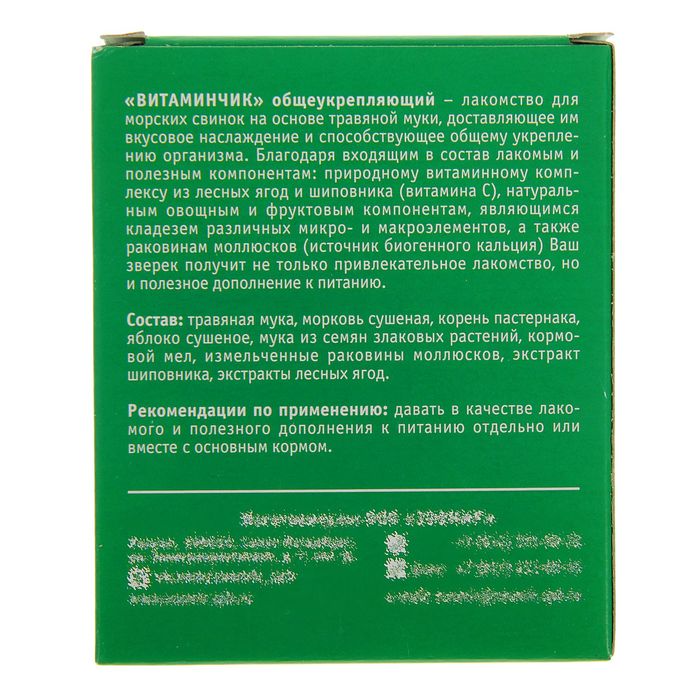 «ВИТАМИНЧИК» общеукрепляющий – лакомство для
морских свинок на основе травяной муки, доставляющее им
вкусовое наслаждение и способствующее общему укрепле-
нию организма. Благодаря входящим в состав лакомым и
полезным компонентам: природному витаминному комп-
лексу из лесных ягод и шиповника (витамина С), натураль-
ным овощным и фруктовым компонентам, являющимся
кладезем различных микро- и макроэлементов, а также
раковинам моллюсков (источник биогенного кальция) Ваш
зверек получит не только привлекательное лакомство, но
и полезное дополнение к питанию.
Состав: травяная мука, морковь сушеная, корень пастернака,
яблоко сушеное, мука из семян злаковых растений, кормо-
вой мел, измельченные раковины моллюсков, экстракт
шиповника, экстракты лесных ягод.
Рекомендации по применению: давать в качестве лако-
мого и полезного дополнения к питанию отдельно или
вместе с основным кормом.